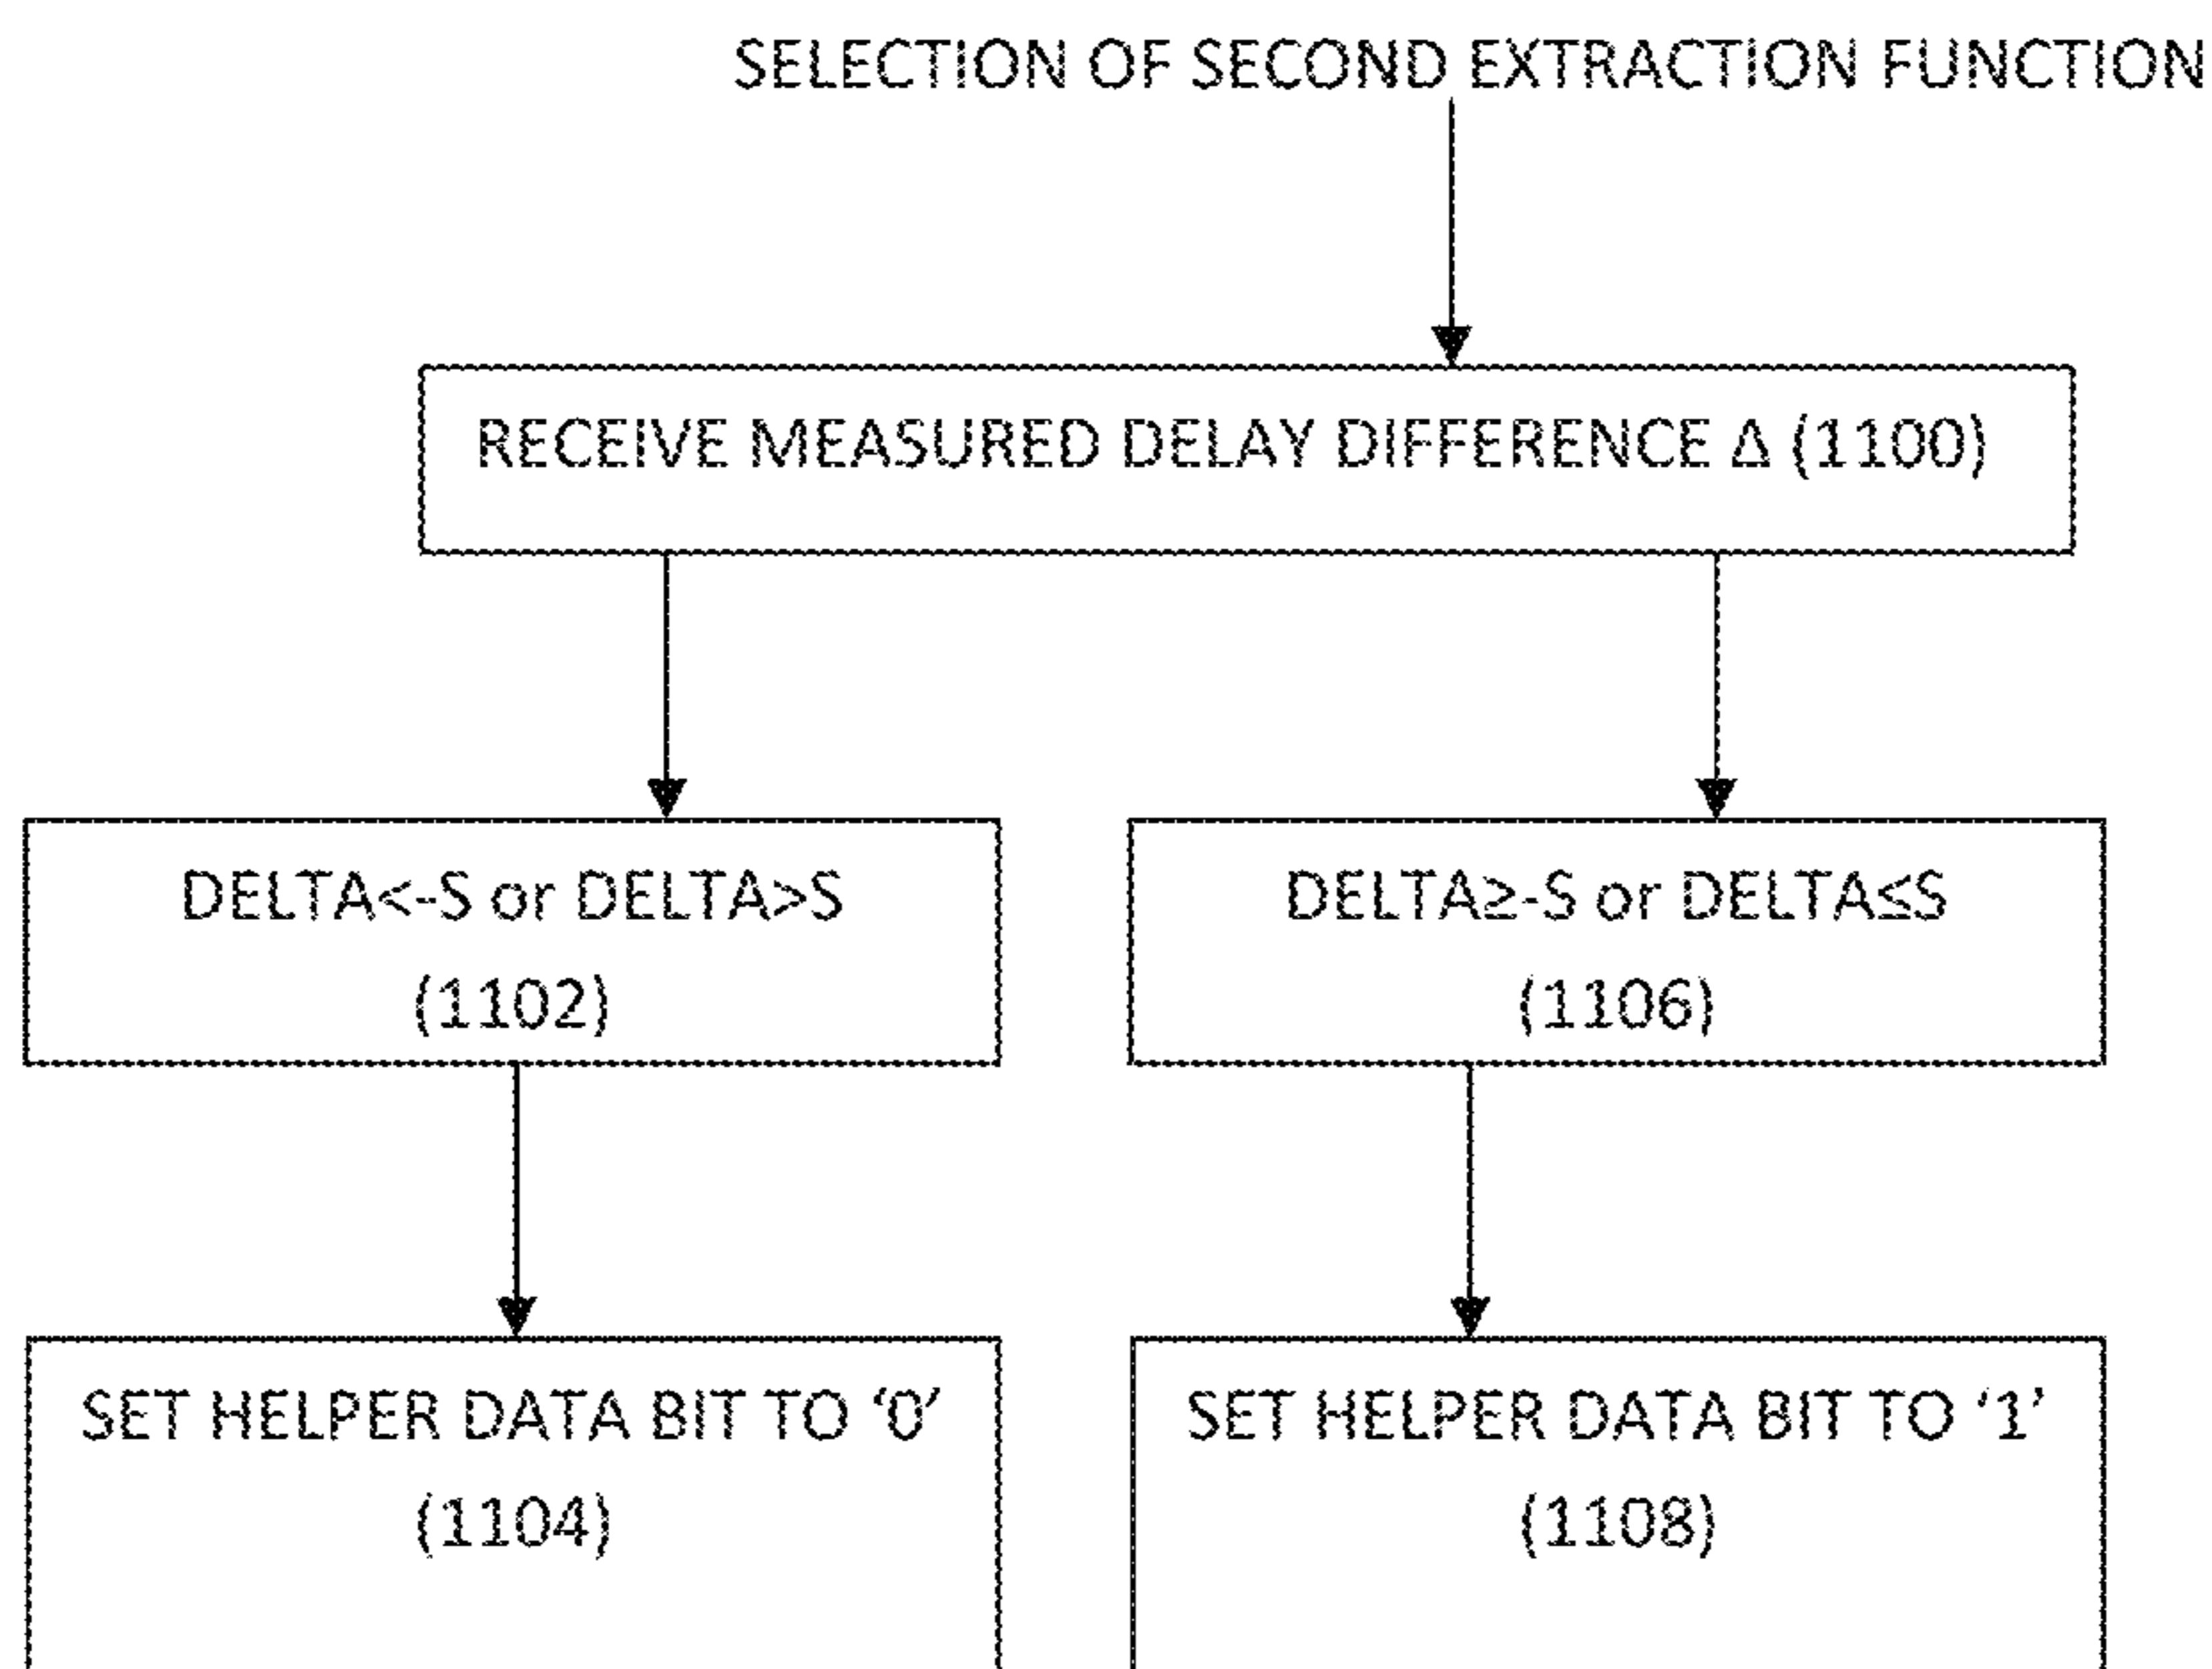 SELECTION OF SECOND EXTRACTION FUNCTION
RECEIVE MEASURED DELAY DIFFERENCE Δ (1100)
DELTA<-S or DELTA>S
(1102)
DELTA≥-S or DELTA≤S
(1106)
SET HELPER DATA BIT TO ‘0’
(1104)
SET HELPER DATA BIT TO ‘1’
(1108)